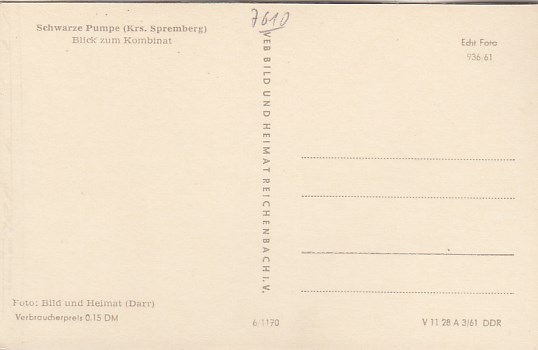 7610
Schwarze Pumpe (Krs. Spremberg)
Blick zum Kombinat
Echt Foto
936/61
VEB BILD UND HEIMAT REICHENBACH I. V.
Foto: Bild und Heimat (Darr)
Verbraucherpreis 0.15 DM
6/1170
V 11 28 A 3/61 DDR